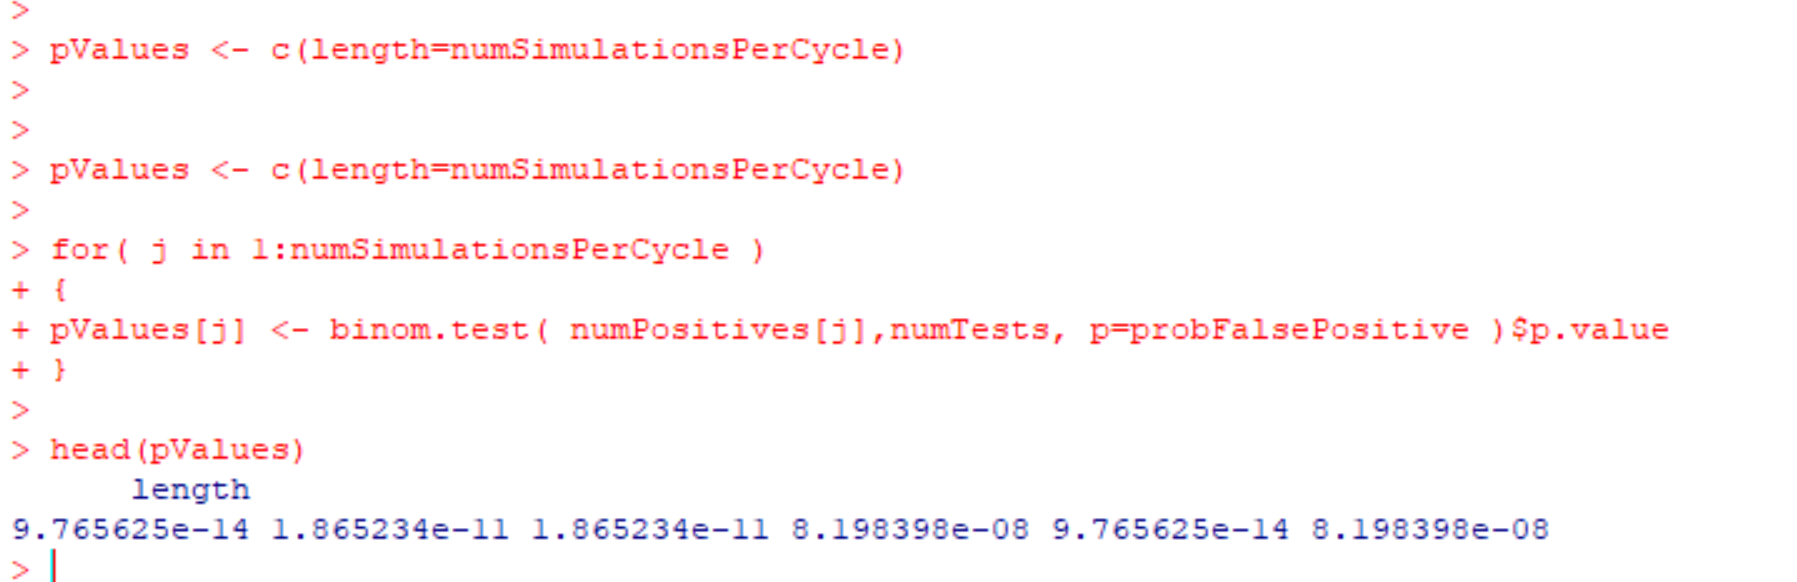 >
> pValues <- c(length=numSimulationsPerCycle)
>
>
> pValues <- c(length=numSimulationsPerCycle)
>
> for( j in 1:numSimulationsPerCycle )
+ {
+ pValues[j] <- binom.test( numPositives[j],numTests, p=probFalsePositive )$p.value
+ }
>
> head(pValues)
      length
9.765625e-14 1.865234e-11 1.865234e-11 8.198398e-08 9.765625e-14 8.198398e-08
>